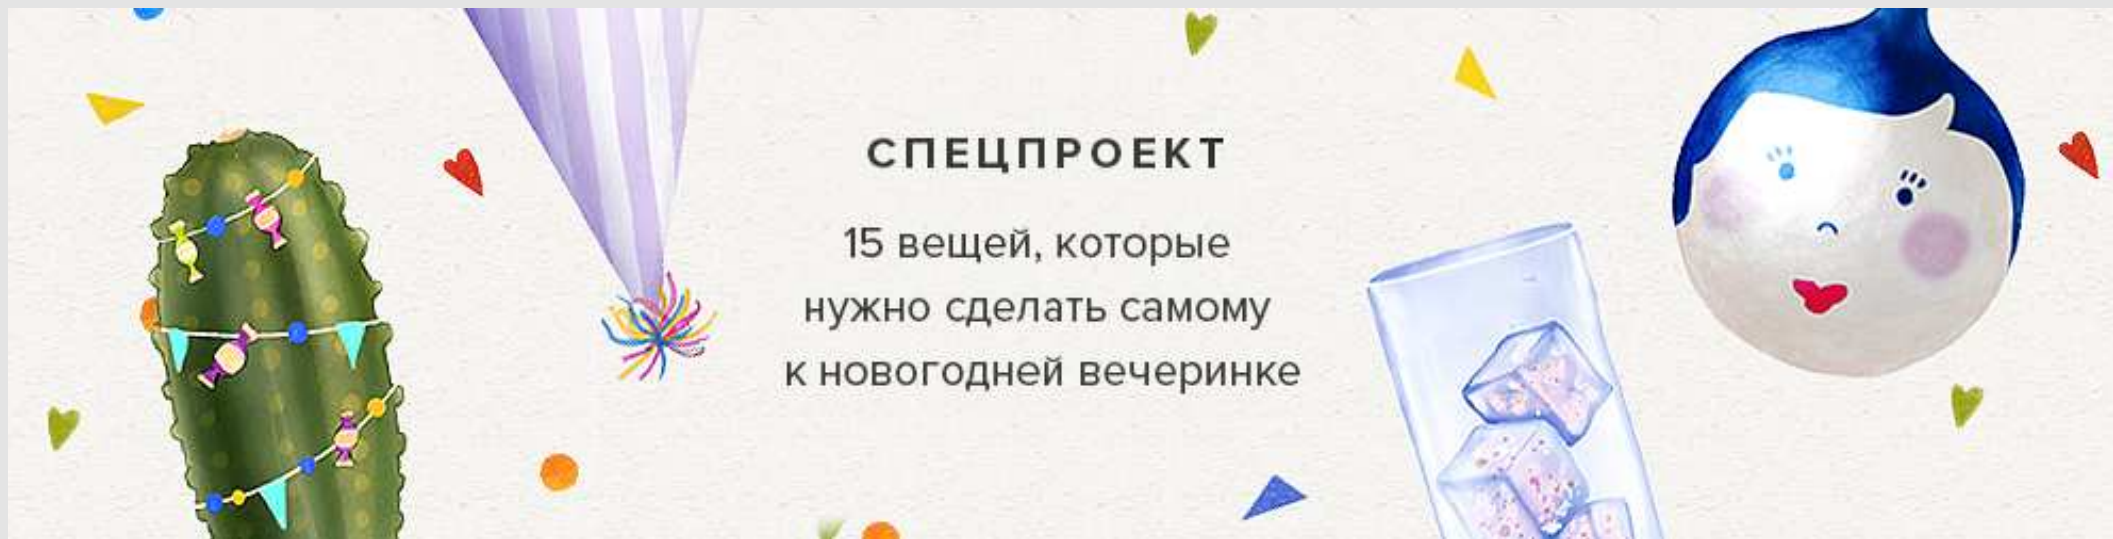 СПЕЦПРОЕКТ
15 вещей, которые
нужно сделать самому
к новогодней вечеринке